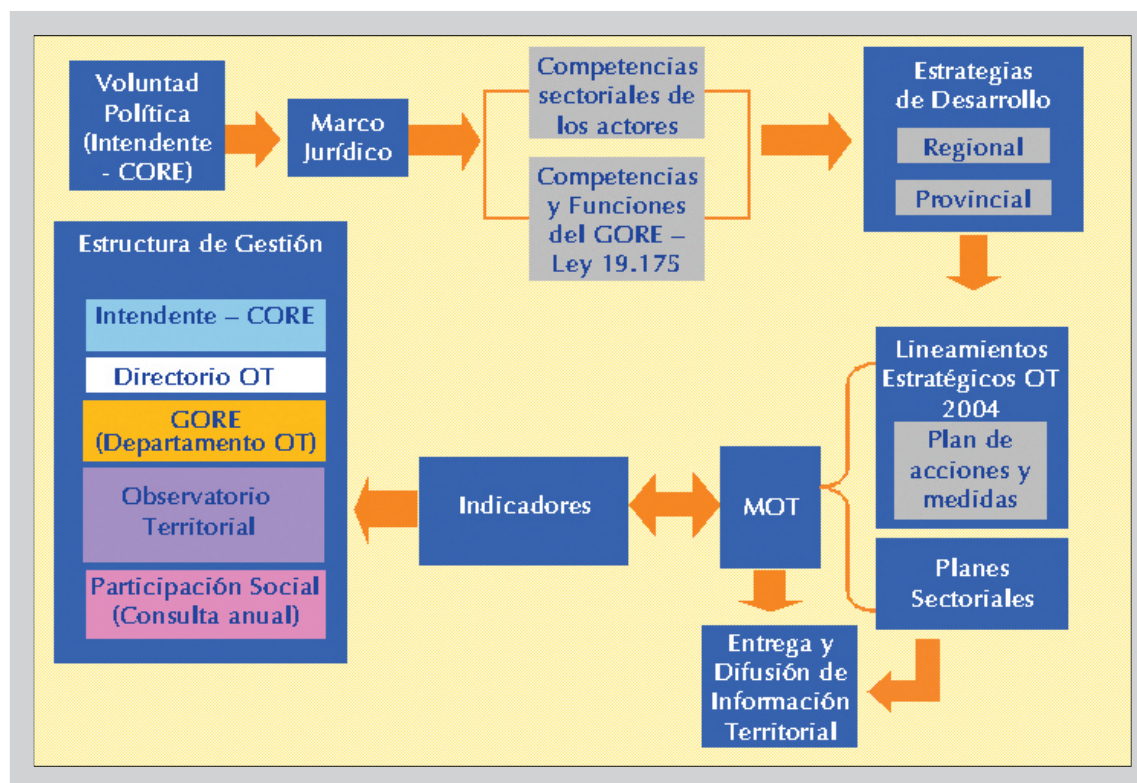 Voluntad
Política
(Intendente
- CORE)
Marco
Jurídico
Competencias
sectoriales de
los actores
Competencias
y Funciones
del GORE –
Ley 19.175
Estrategias
de Desarrollo
Regional
Provincial
Estructura de Gestión
Intendente – CORE
Directorio OT
GORE
(Departamento OT)
Observatorio
Territorial
Participación Social
(Consulta anual)
Indicadores
MOT
Lineamientos
Estratégicos OT
2004
Plan de
acciones y
medidas
Planes
Sectoriales
Entrega y
Difusión de
Información
Territorial